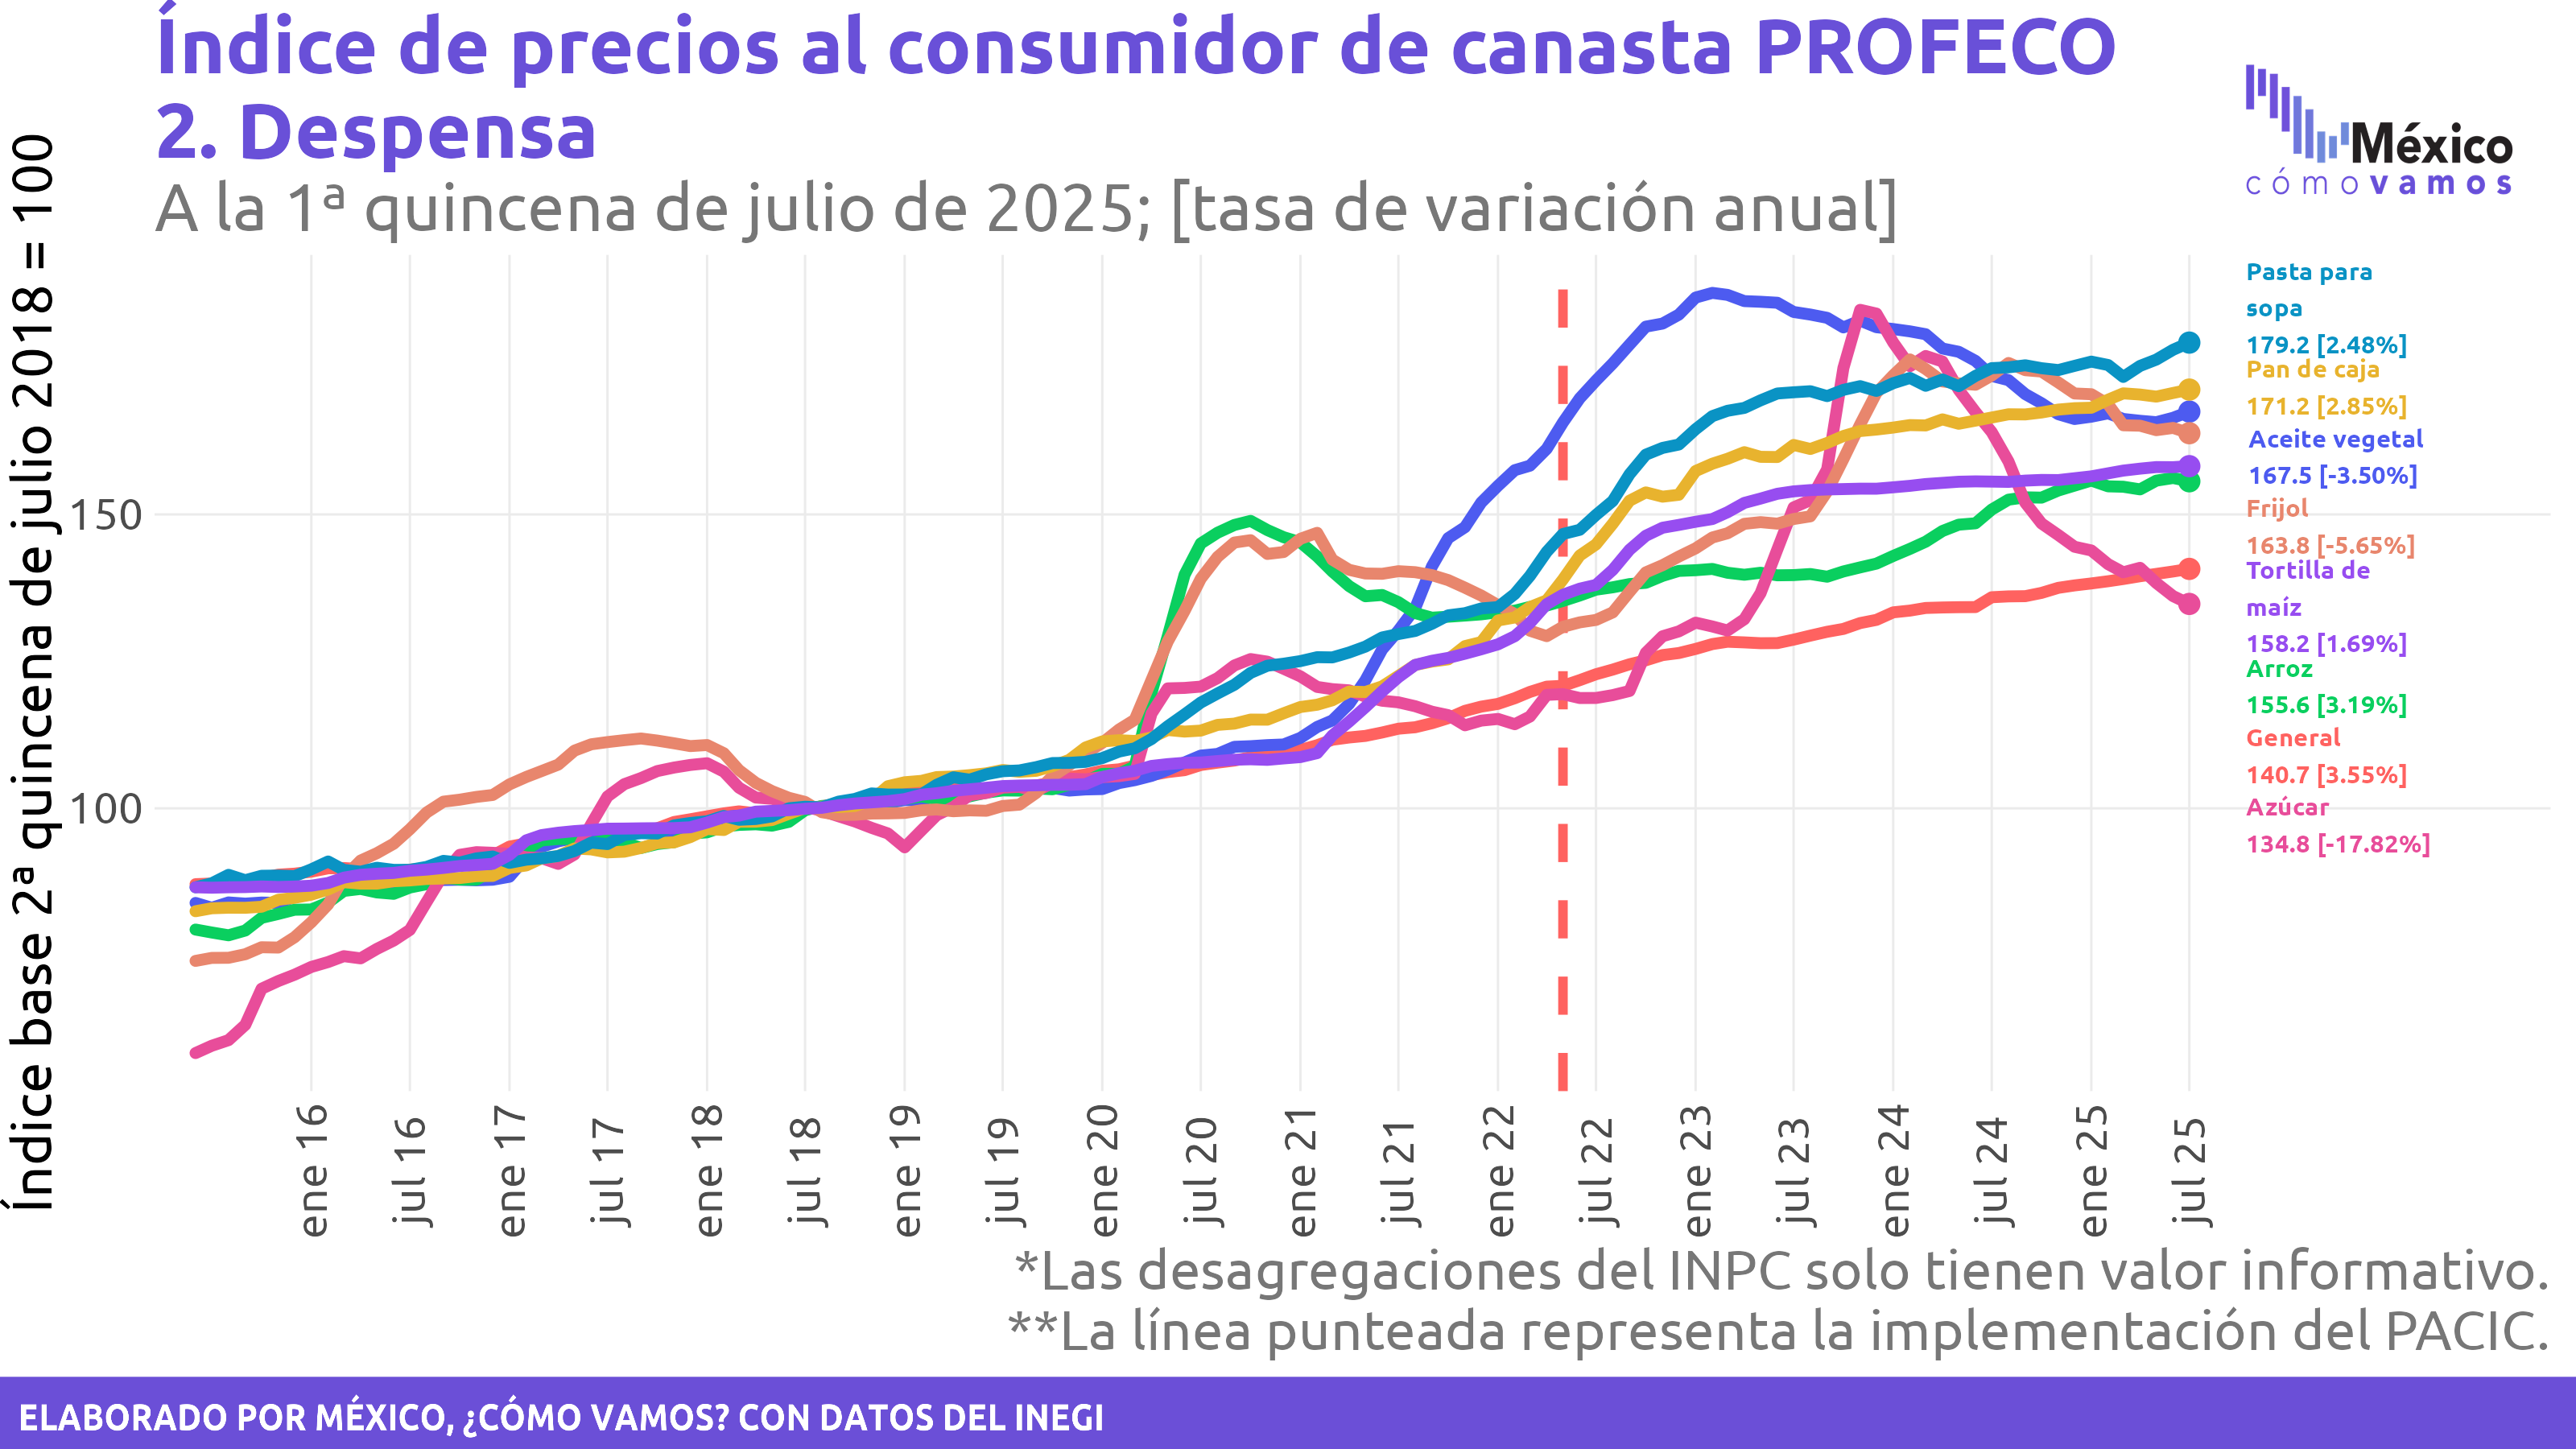 Índice de precios al consumidor de canasta PROFECO
2. Despensa
A la 1ª quincena de julio de 2025; [tasa de variación anual]
México
cómovamos
Índice base 2ª quincena de julio 2018 = 100
150
100
Pasta para
sopa
179.2 [2.48%]
Pan de caja
171.2 [2.85%]
Aceite vegetal
167.5 [-3.50%]
Frijol
163.8 [-5.65%]
Tortilla de
maíz
158.2 [1.69%]
Arroz
155.6 [3.19%]
General
140.7 [3.55%]
Azúcar
134.8 [-17.82%]
ene 16
jul 16
ene 17
jul 17
ene 18
jul 18
ene 19
jul 19
ene 20
jul 20
ene 21
jul 21
ene 22
jul 22
ene 23
jul 23
ene 24
jul 24
ene 25
jul 25
*Las desagregaciones del INPC solo tienen valor informativo.
**La línea punteada representa la implementación del PACIC.
ELABORADO POR MÉXICO, ¿CÓMO VAMOS? CON DATOS DEL INEGI